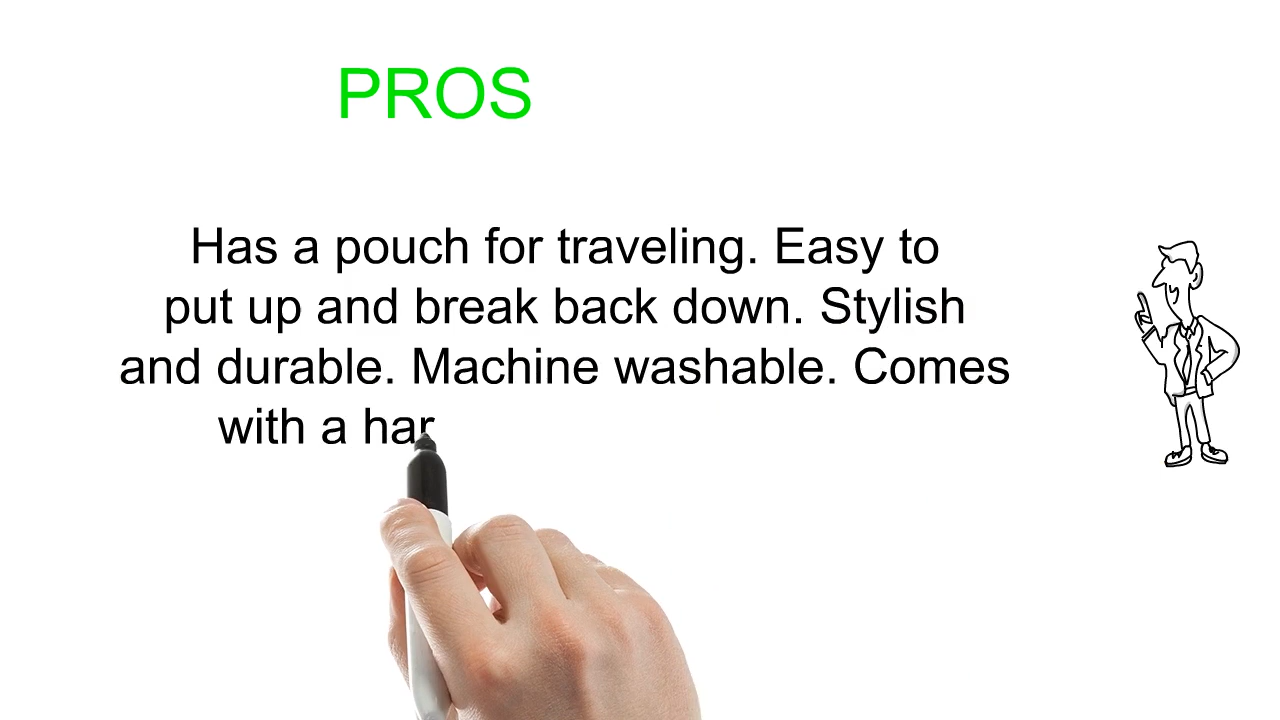 PROS
Has a pouch for traveling. Easy to
put up and break back down. Stylish
and durable. Machine washable. Comes
with a har